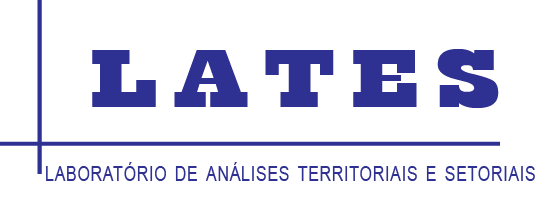 LATES
LABORATÓRIO DE ANÁLISES TERRITORIAIS E SETORIAIS